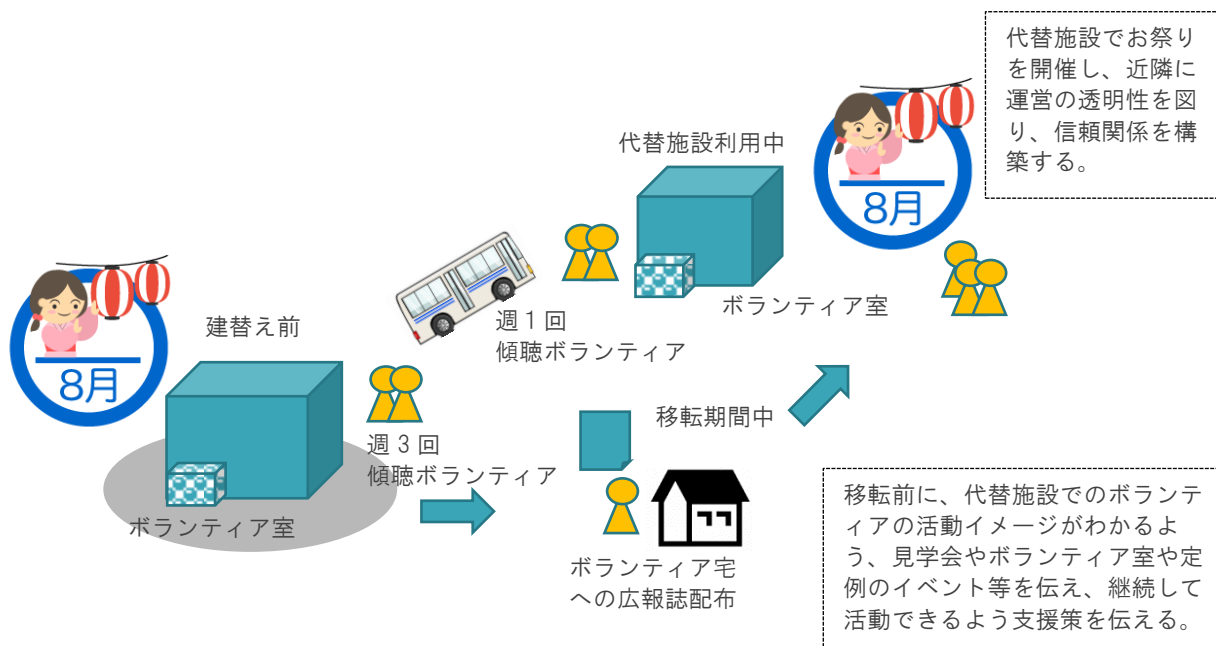 代替施設でお祭り
を開催し、近隣に
運営の透明性を図
り、信頼関係を構
築する。
代替施設利用中
8月
ボランティア室
週1回
傾聴ボランティア
建替え前
8月
週3回
傾聴ボランティア
ボランティア室
移転期間中
ボランティア宅
への広報誌配布
移転前に、代替施設でのボランテ
ィアの活動イメージがわかるよ
う、見学会やボランティア室や定
例のイベント等を伝え、継続して
活動できるよう支援策を伝える。